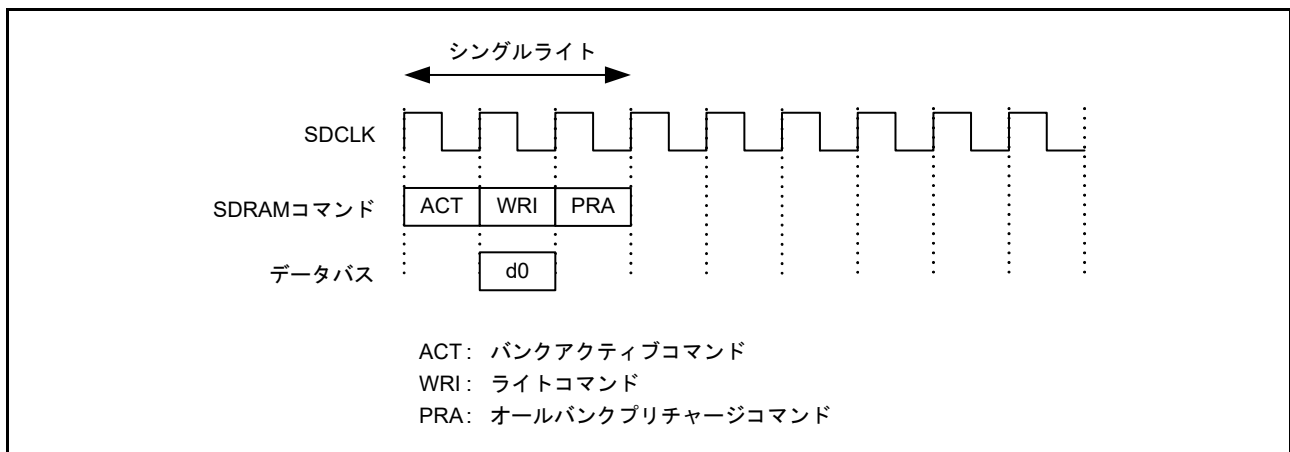 シングルライト
SDCLK
SDRAMコマンド ACT WRI PRA
データバス d0
ACT : バンクアクティブコマンド
WRI : ライトコマンド
PRA : オールバンクプリチャージコマンド